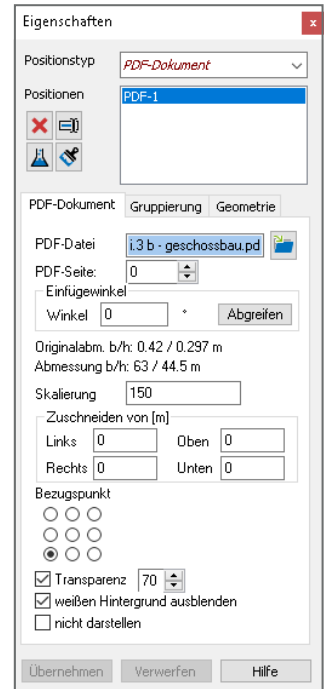 Eigenschaften
x
Positionstyp PDF-Dokument
Positionen PDF-1
PDF-Dokument Gruppierung Geometrie
PDF-Datei i.3 b - geschossbau.pd
PDF-Seite: 0
Einfügewinkel
Winkel 0 ° Abgreifen
Originalabm. b/h: 0.42 / 0.297 m
Abmessung b/h: 63 / 44.5 m
Skalierung 150
Zuschneiden von [m]
Links 0 Oben 0
Rechts 0 Unten 0
Bezugspunkt
Transparenz 70
weißen Hintergrund ausblenden
nicht darstellen
Übernehmen Verwerfen Hilfe